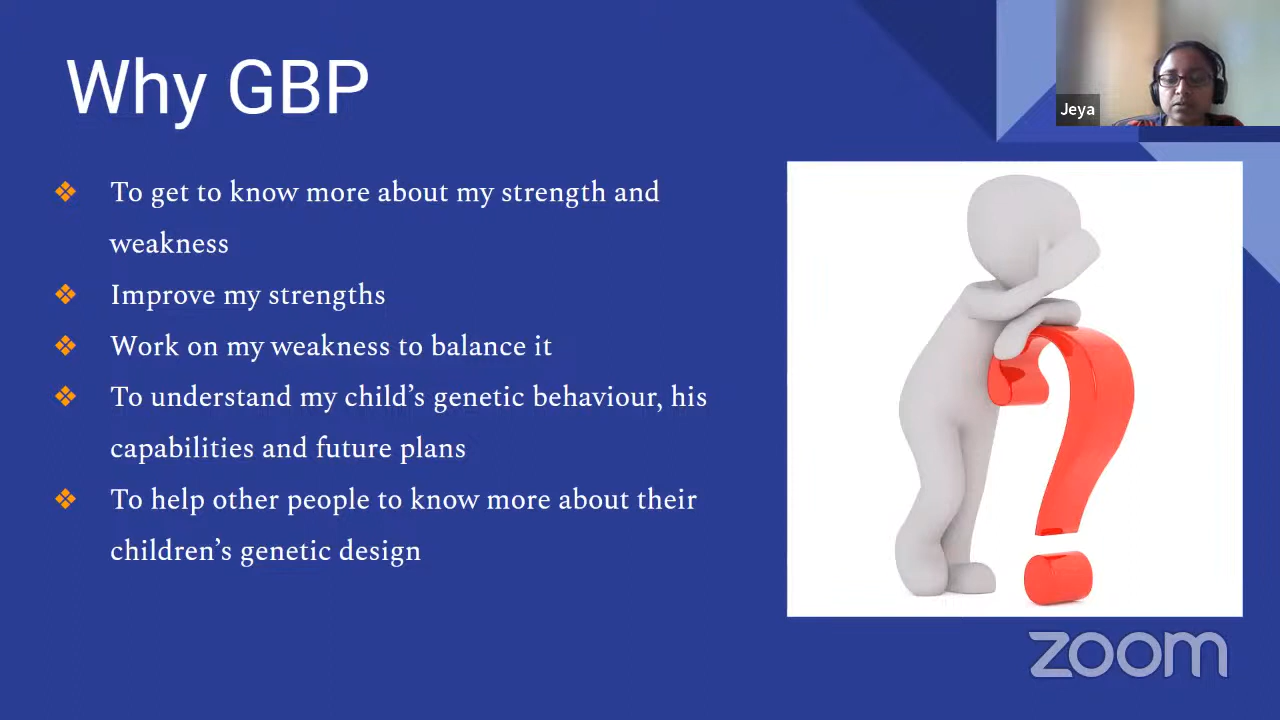 Why GBP
Jeya
❖ To get to know more about my strength and
weakness
❖ Improve my strengths
❖ Work on my weakness to balance it
❖ To understand my child’s genetic behaviour, his
capabilities and future plans
❖ To help other people to know more about their
children’s genetic design
zoom